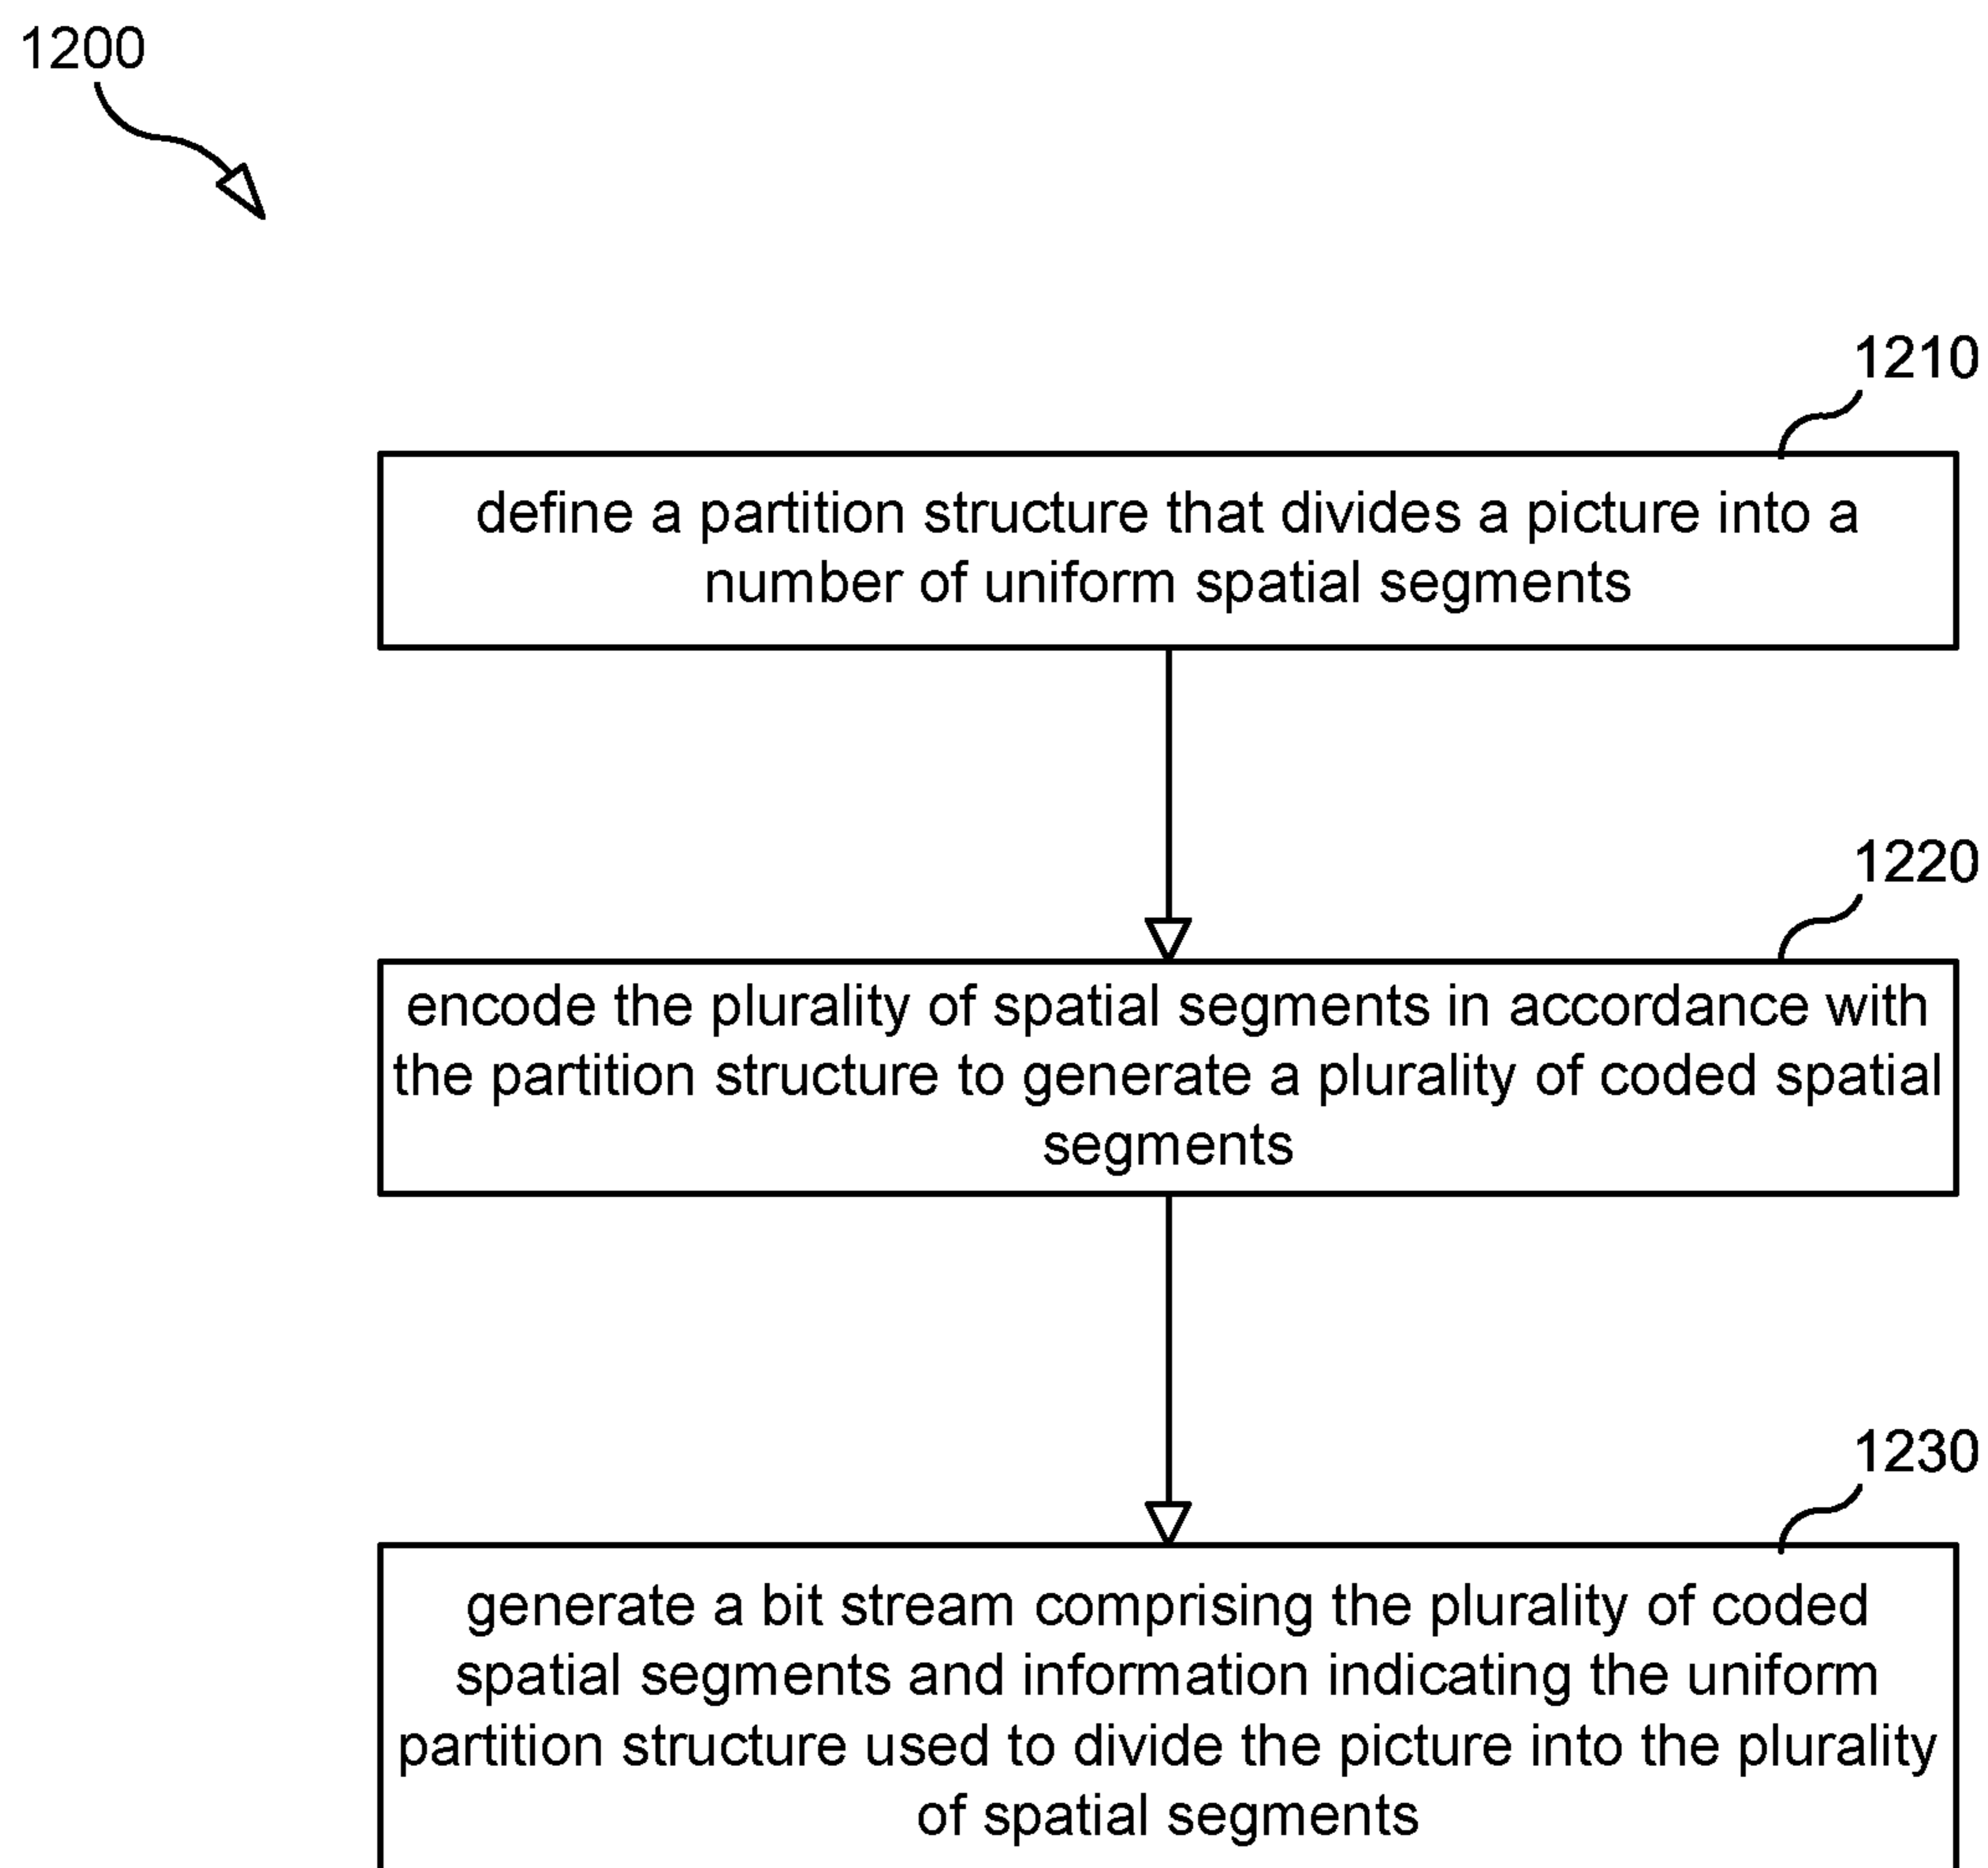 1200
1210
define a partition structure that divides a picture into a
number of uniform spatial segments
1220
encode the plurality of spatial segments in accordance with
the partition structure to generate a plurality of coded spatial
segments
1230
generate a bit stream comprising the plurality of coded
spatial segments and information indicating the uniform
partition structure used to divide the picture into the plurality
of spatial segments